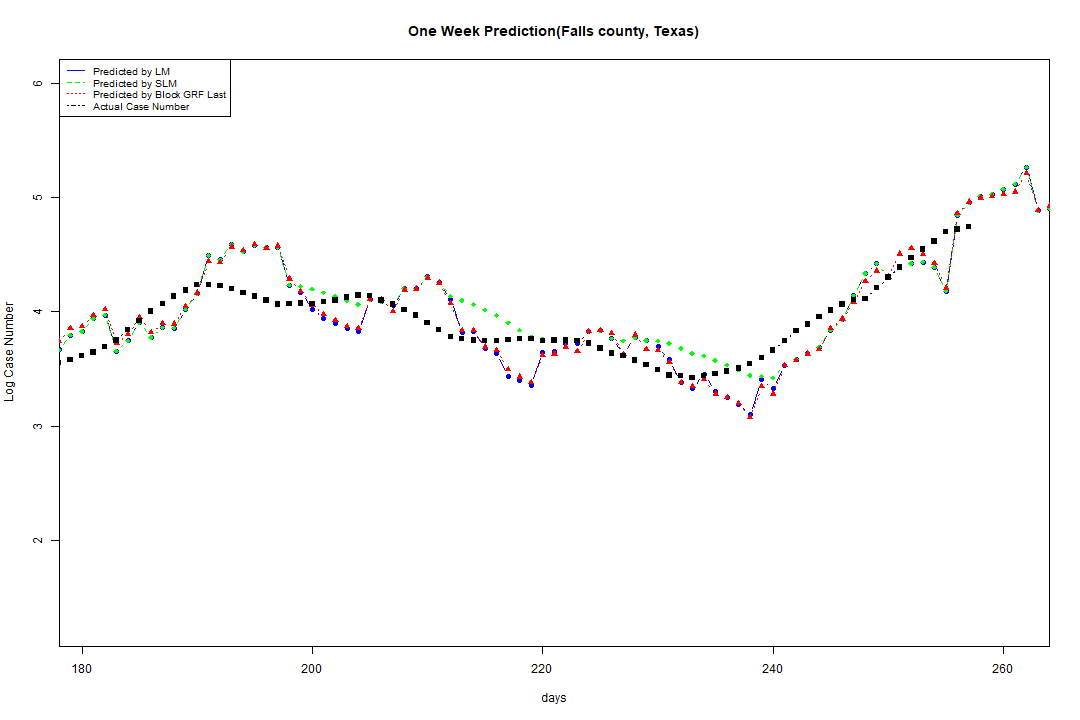 One Week Prediction(Falls county, Texas)
Predicted by LM
Predicted by SLM
Predicted by Block GRF Last
Actual Case Number
6
5
4
3
2
Log Case Number
180 200 220 240 260
days